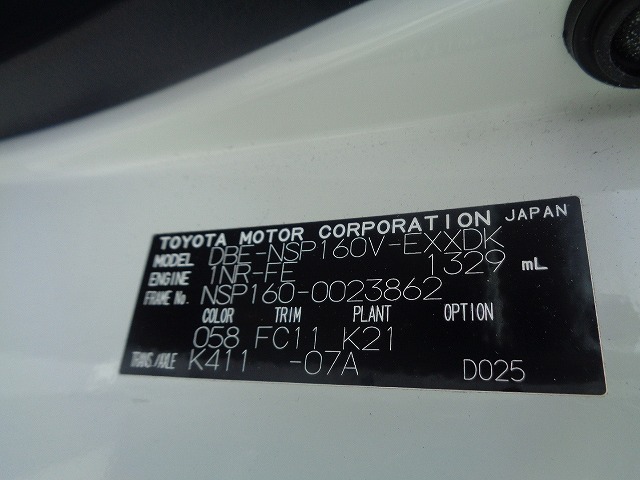 TOYOTA MOTOR CORPORATION JAPAN
MODEL DBE-NSP160V-EXXDK
ENGINE 1NR-FE 1329 mL
FRAME No. NSP160-0023862
COLOR TRIM PLANT OPTION
058 FC11 K21
TRANS./AXLE K411 -07A D025